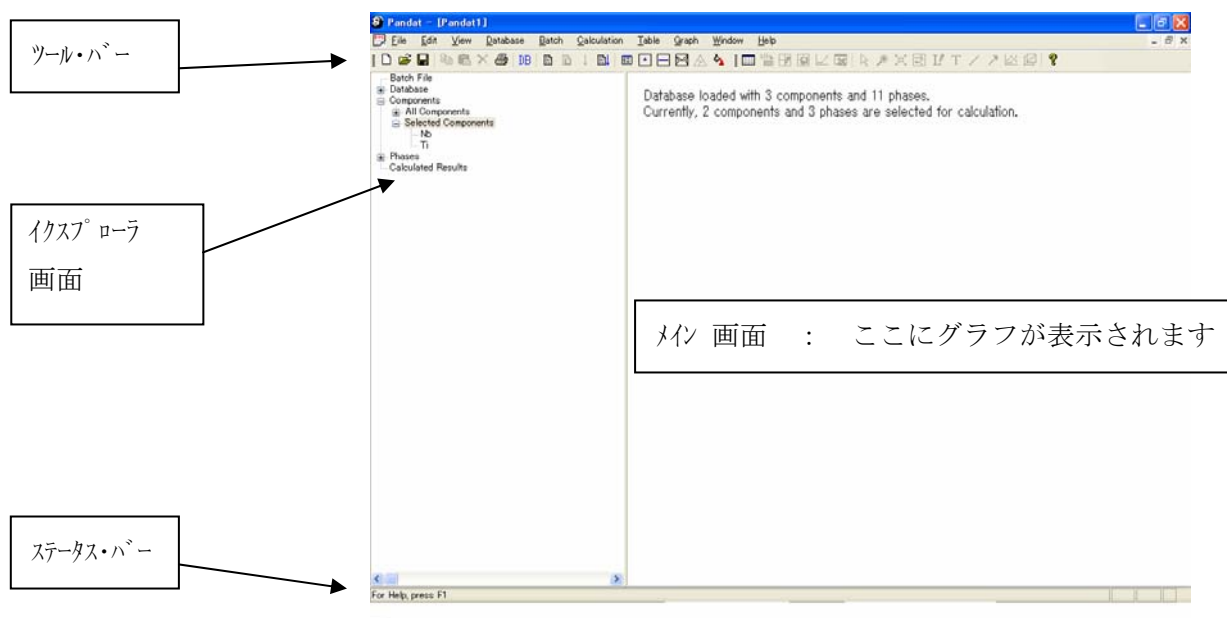 ﾂｰﾙ・ﾊﾞｰ
Pandat - [Pandat1]
File Edit View Database Batch Calculation Table Graph Window Help
DB
Batch File
Database
Components
All Components
Selected Components
Nb
Ti
Phases
Calculated Results
Database loaded with 3 components and 11 phases.
Currently, 2 components and 3 phases are selected for calculation.
ｲｸｽﾌﾟﾛｰﾗ
画面
ﾒｲﾝ 画面 : ここにグラフが表示されます
ｽﾃｰﾀｽ・ﾊﾞｰ
For Help, press F1